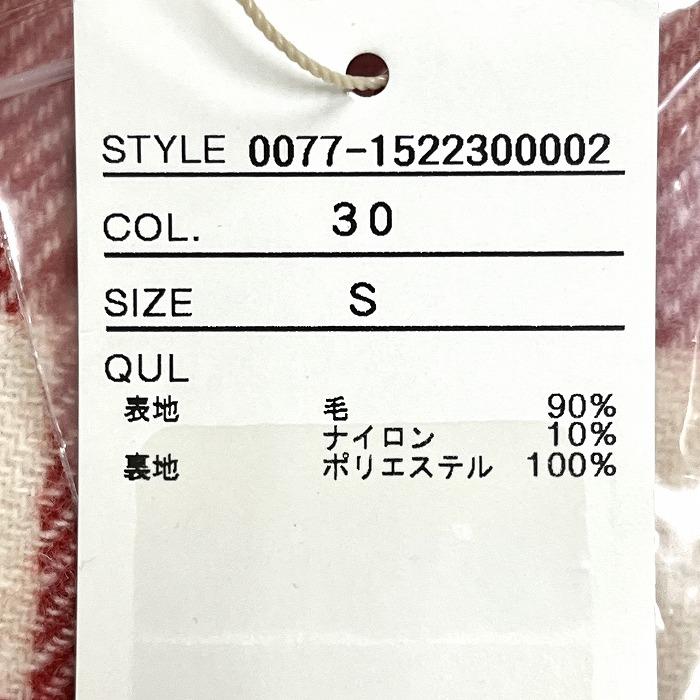 STYLE 0077-1522300002
COL. 30
SIZE S
QUL
表地 毛 90%
ナイロン 10%
裏地 ポリエステル 100%